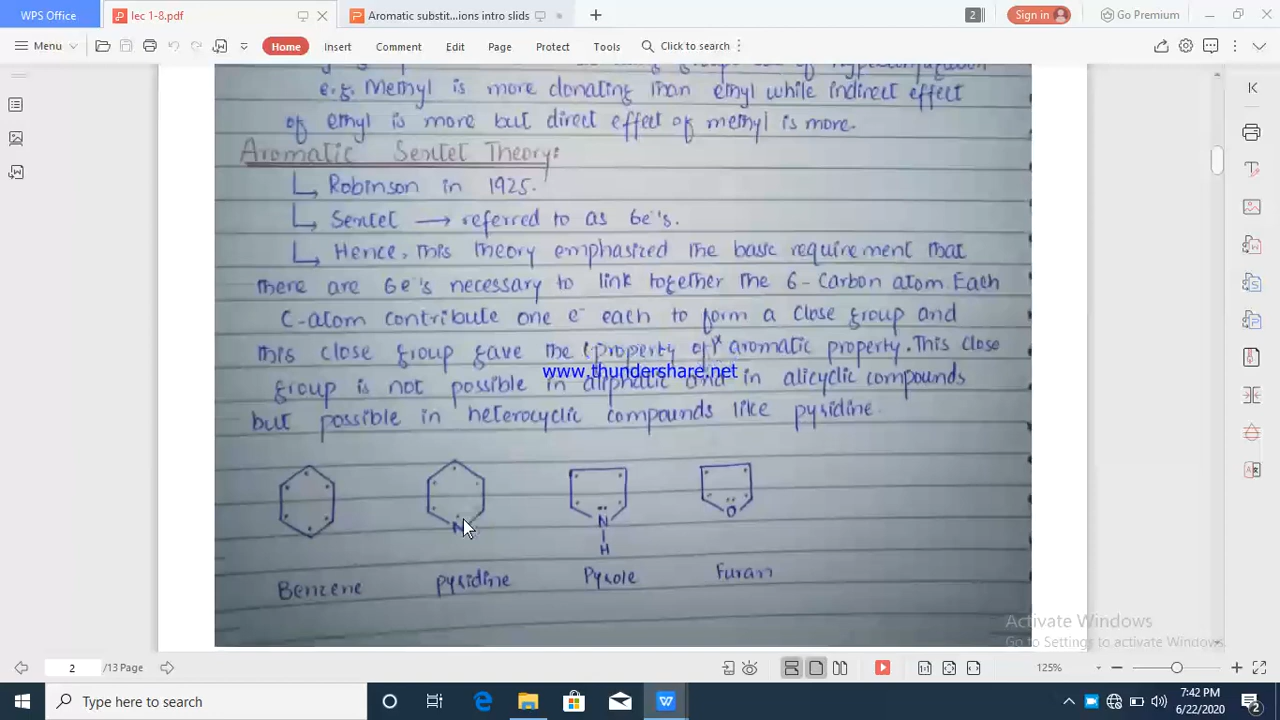 WPS Office
lec 1-8.pdf
Aromatic substit...ions intro slids
2
Sign in
Go Premium
Menu
Home
Insert
Comment
Edit
Page
Protect
Tools
Click to search
e.g. Methyl is more donating than ethyl while indirect effect
of ethyl is more but direct effect of methyl is more.
Aromatic Sextet Theory:
Robinson in 1925.
Sextet → referred to as 6e's.
Hence, this theory emphasized the basic requirement that
there are 6e's necessary to link together the 6-Carbon atom. Each
C-atom contribute one e⁻ each to form a close group and
this close group gave the (property of) aromatic property. This close
www.thundershare.net
group is not possible in aliphatic and in alicyclic compounds
but possible in heterocyclic compounds like pyridine.
N
N
H
O
Benzene
pyridine
Pyrole
Furan
Activate Windows
Go to Settings to activate Windows.
2
/13 Page
125%
Type here to search
7:42 PM
6/22/2020
2